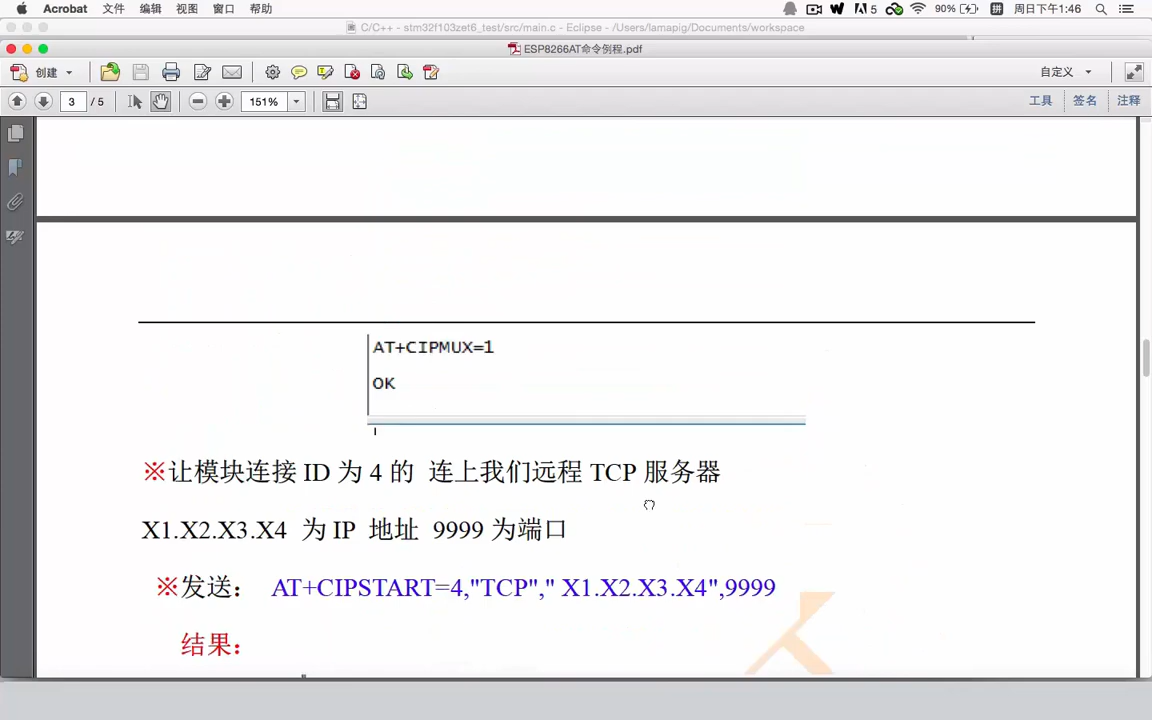 Acrobat 文件 编辑 视图 窗口 帮助 5 90% 拼 周日下午1:46
C/C++ - stm32f103zet6_test/src/main.c - Eclipse - /Users/lamapig/Documents/workspace
ESP8266AT命令例程.pdf
创建 自定义
3 / 5 151% 工具 签名 注释
AT+CIPMUX=1
OK
※让模块连接 ID 为 4 的 连上我们远程 TCP 服务器
X1.X2.X3.X4 为 IP 地址 9999 为端口
※发送： AT+CIPSTART=4,"TCP"," X1.X2.X3.X4",9999
结果：